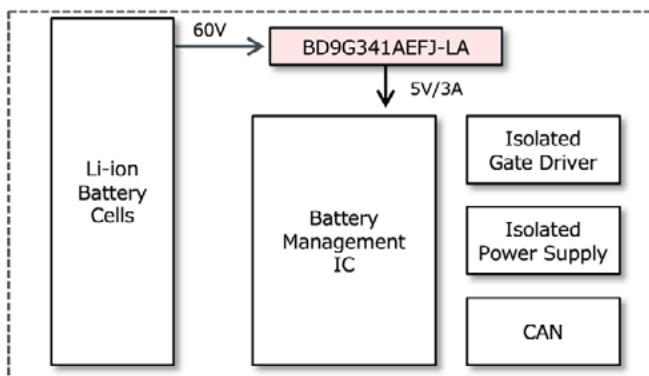 60V
BD9G341AEFJ-LA
5V/3A
Li-ion
Battery
Cells
Battery
Management
IC
Isolated
Gate Driver
Isolated
Power Supply
CAN